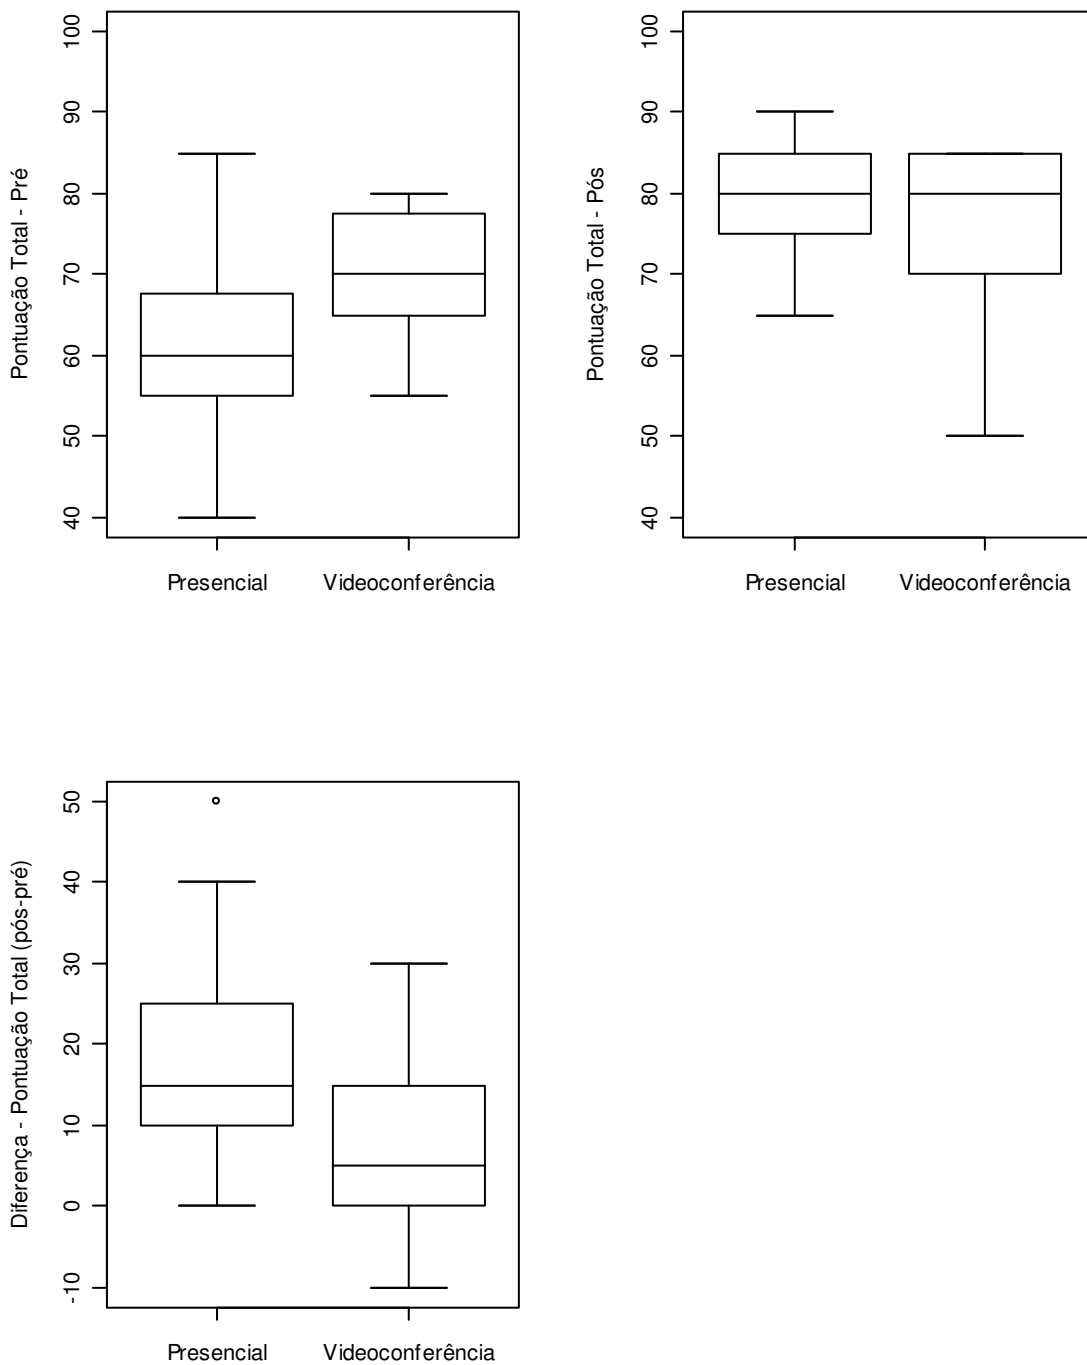 Pontuação Total - Pré
100
90
80
70
60
50
40
Presencial
Videoconferência
Pontuação Total - Pós
100
90
80
70
60
50
40
Presencial
Videoconferência
Diferença - Pontuação Total (pós-pré)
50
40
30
20
10
0
-10
Presencial
Videoconferência